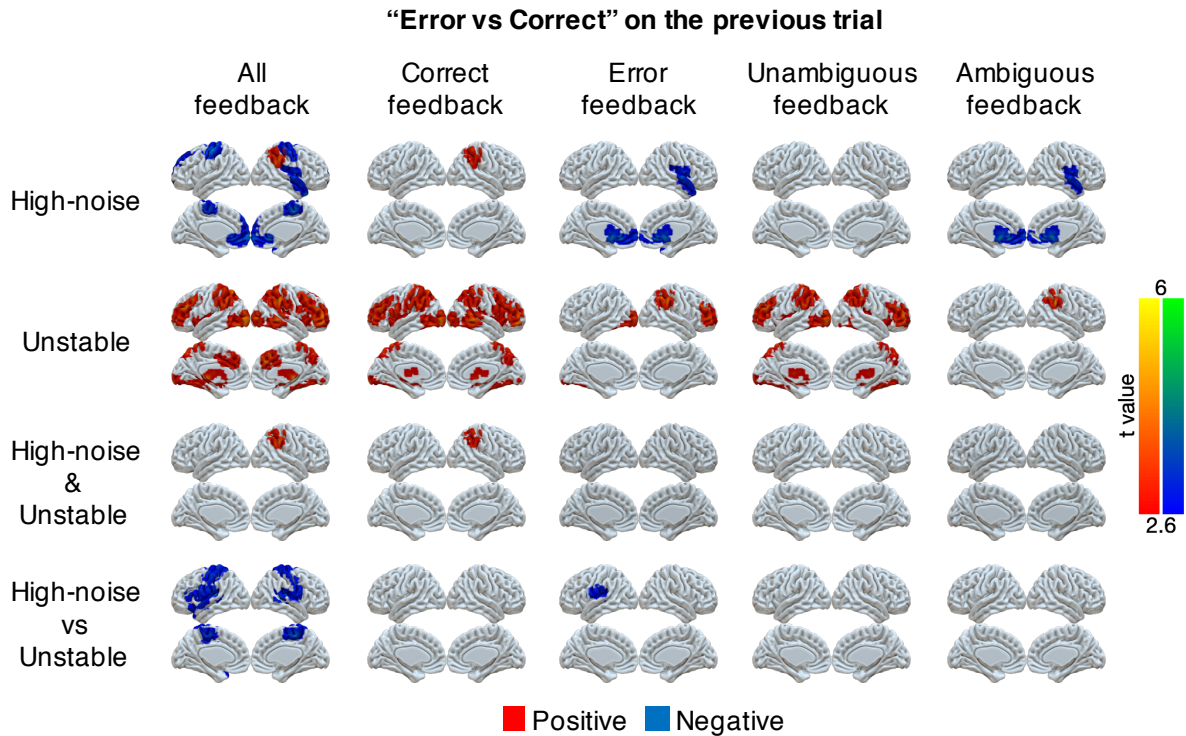 “Error vs Correct” on the previous trial
All
feedback
Correct
feedback
Error
feedback
Unambiguous
feedback
Ambiguous
feedback
High-noise
Unstable
High-noise
&
Unstable
High-noise
vs
Unstable
6
t value
2.6
Positive
Negative